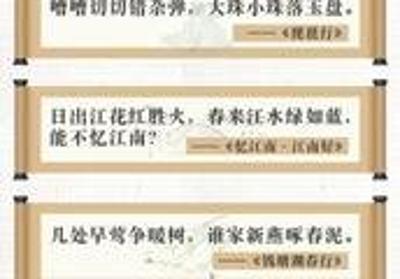 嘈嘈切切错杂弹，大珠小珠落玉盘。
——《琵琶行》
日出江花红胜火，春来江水绿如蓝，
能不忆江南？
——《忆江南·江南好》
几处早莺争暖树，谁家新燕啄春泥。
——《钱塘湖春行》